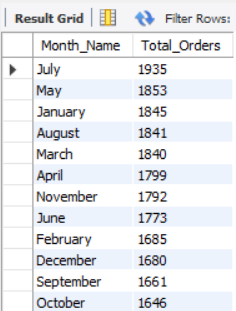 Result Grid Filter Rows:
Month_Name Total_Orders
July 1935
May 1853
January 1845
August 1841
March 1840
April 1799
November 1792
June 1773
February 1685
December 1680
September 1661
October 1646